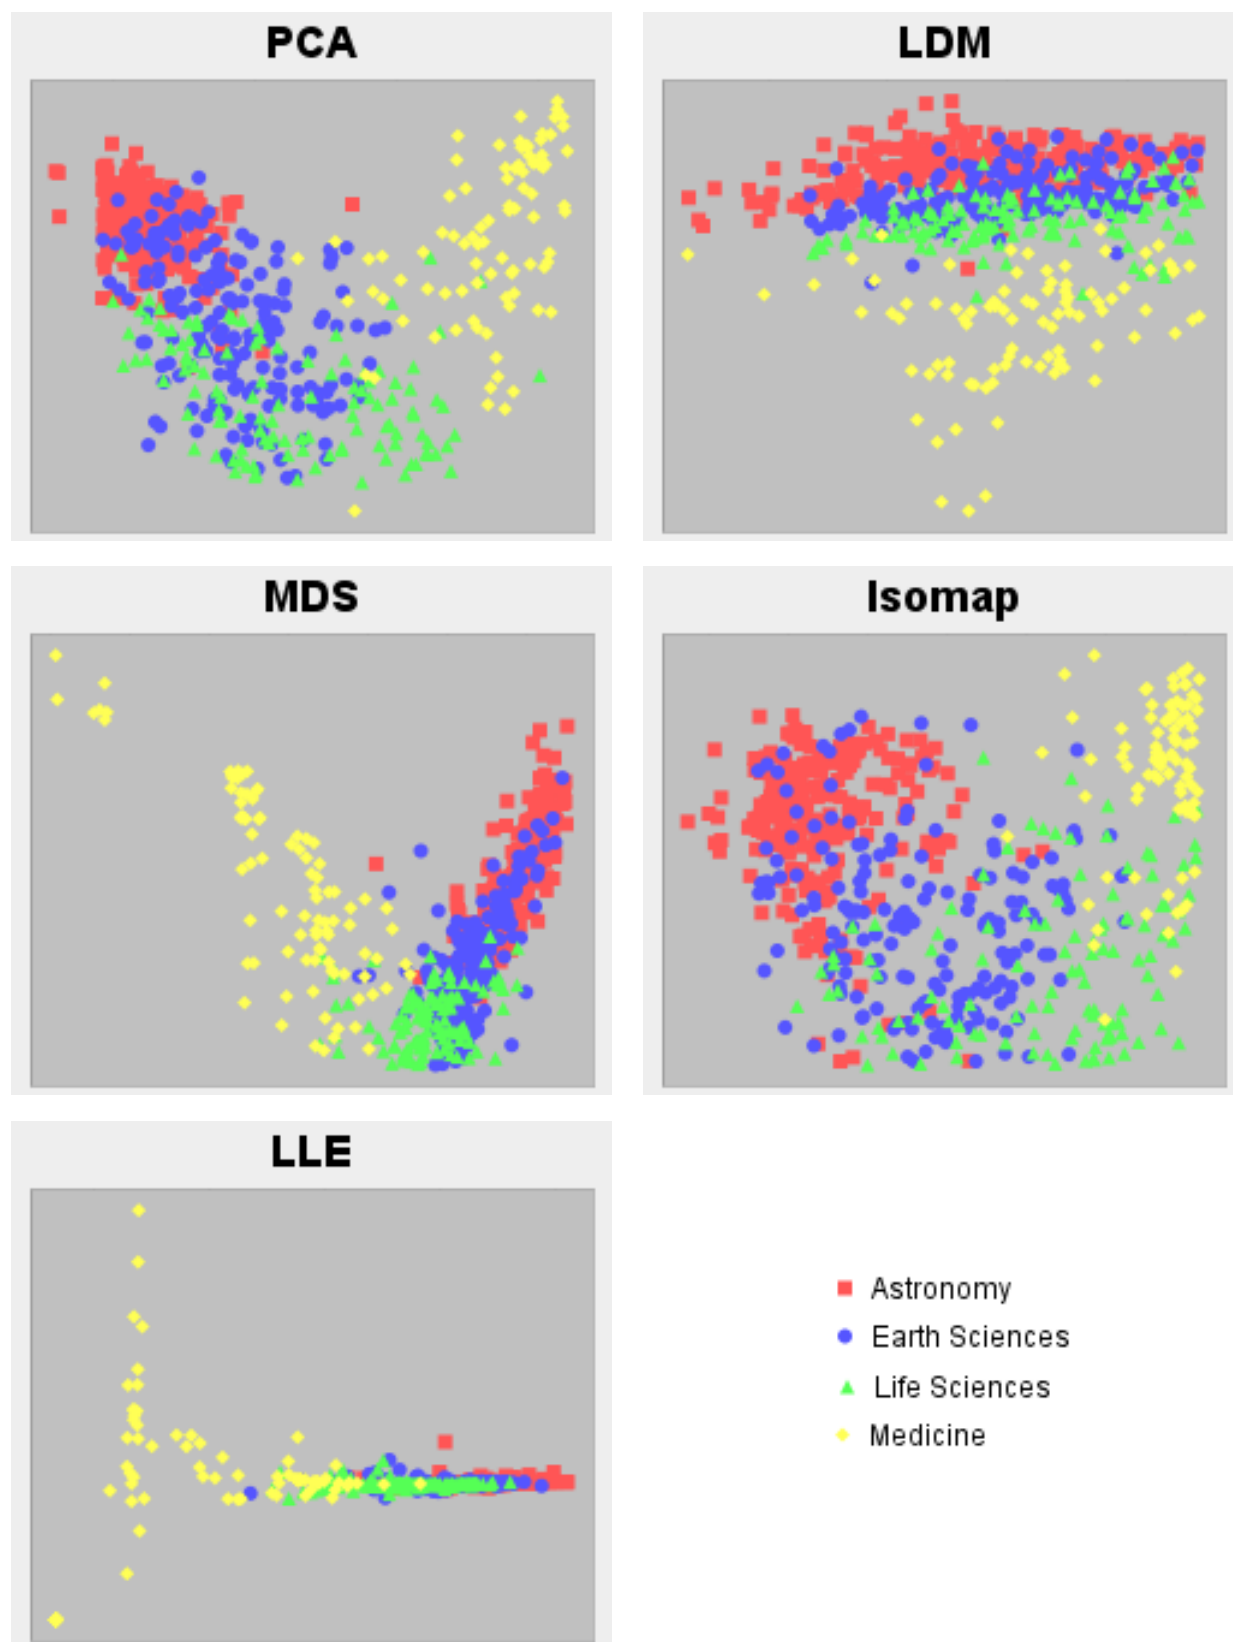 PCA
LDM
MDS
Isomap
LLE
Astronomy
Earth Sciences
Life Sciences
Medicine